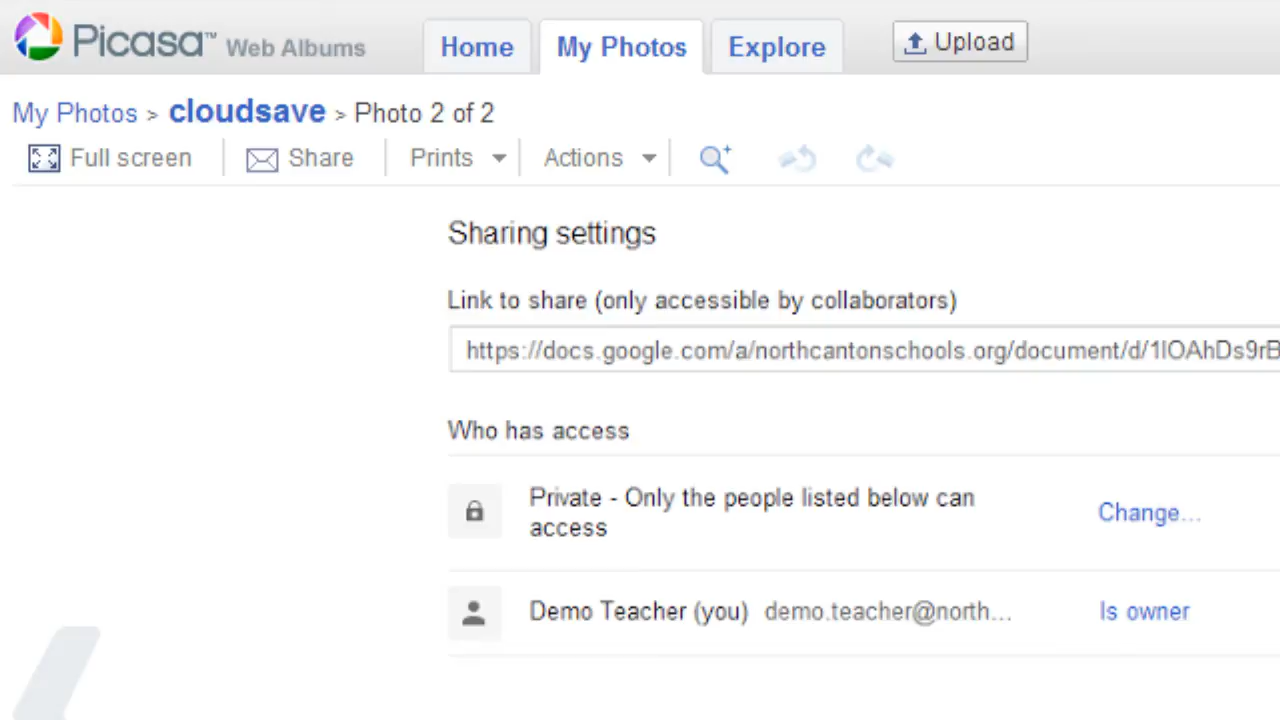 Picasa™ Web Albums Home My Photos Explore Upload
My Photos > cloudsave > Photo 2 of 2
Full screen Share Prints Actions
Sharing settings
Link to share (only accessible by collaborators)
https://docs.google.com/a/northcantonschools.org/document/d/1lOAhDs9rB
Who has access
Private - Only the people listed below can
access
Change...
Demo Teacher (you) demo.teacher@north... Is owner